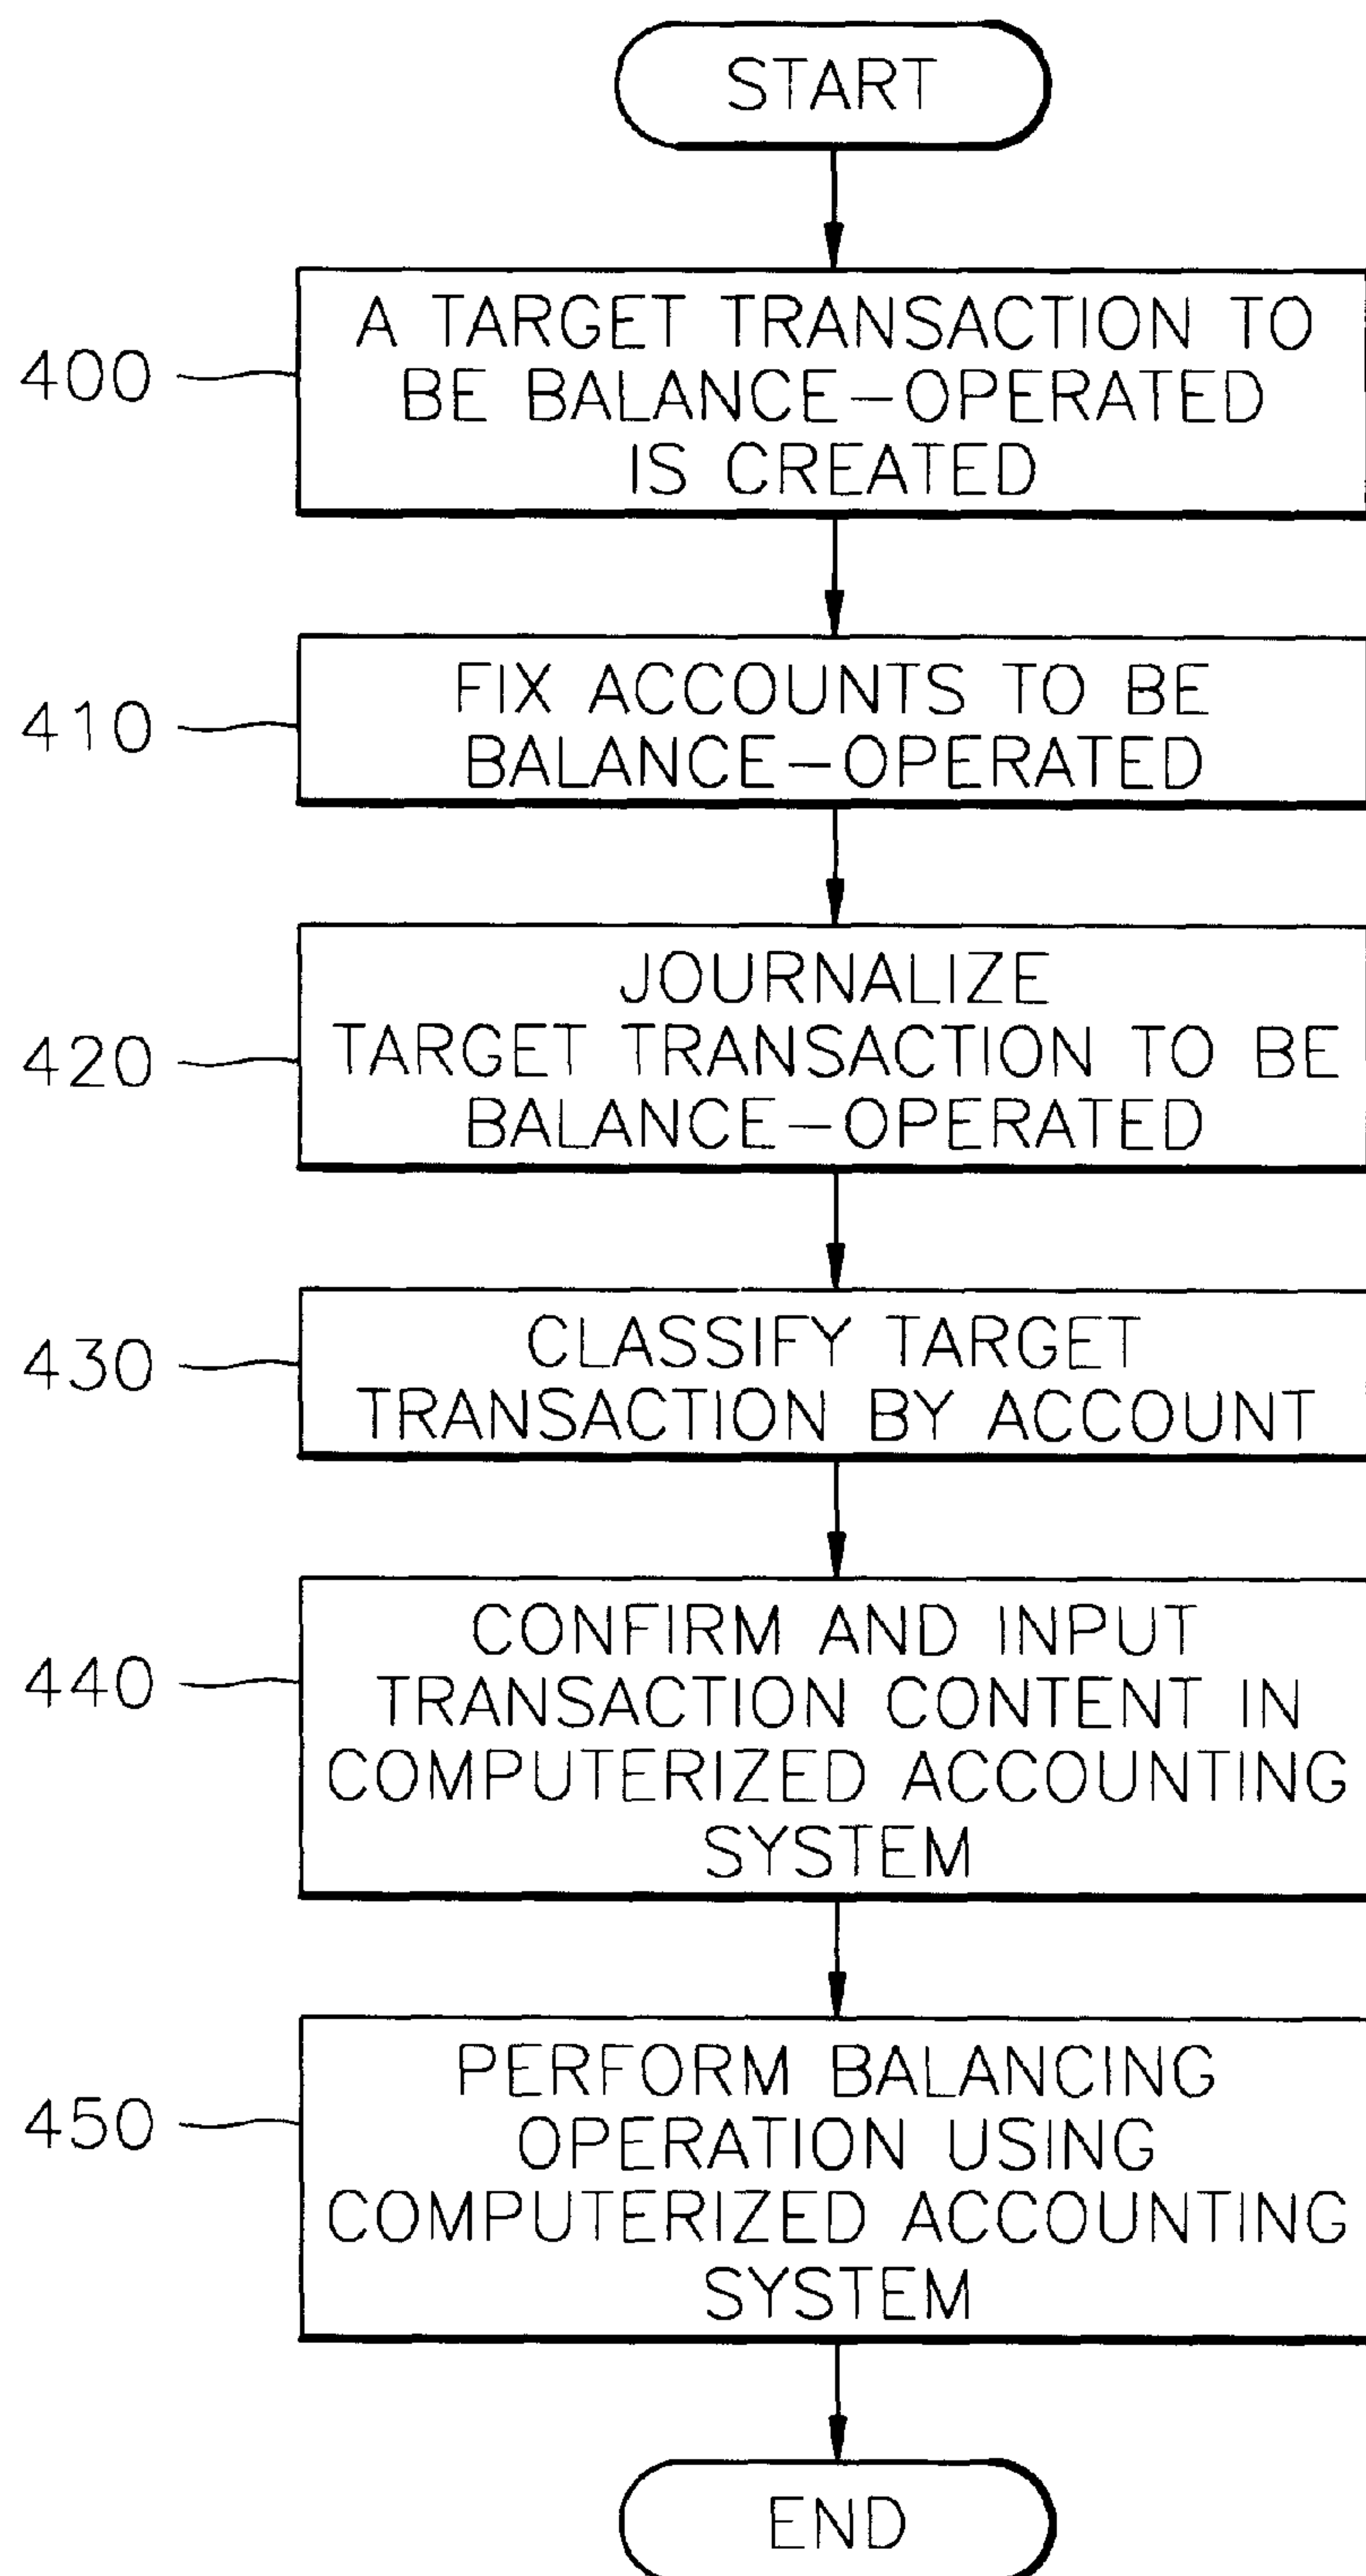 START
400
A TARGET TRANSACTION TO
BE BALANCE-OPERATED
IS CREATED
410
FIX ACCOUNTS TO BE
BALANCE-OPERATED
420
JOURNALIZE
TARGET TRANSACTION TO BE
BALANCE-OPERATED
430
CLASSIFY TARGET
TRANSACTION BY ACCOUNT
440
CONFIRM AND INPUT
TRANSACTION CONTENT IN
COMPUTERIZED ACCOUNTING
SYSTEM
450
PERFORM BALANCING
OPERATION USING
COMPUTERIZED ACCOUNTING
SYSTEM
END